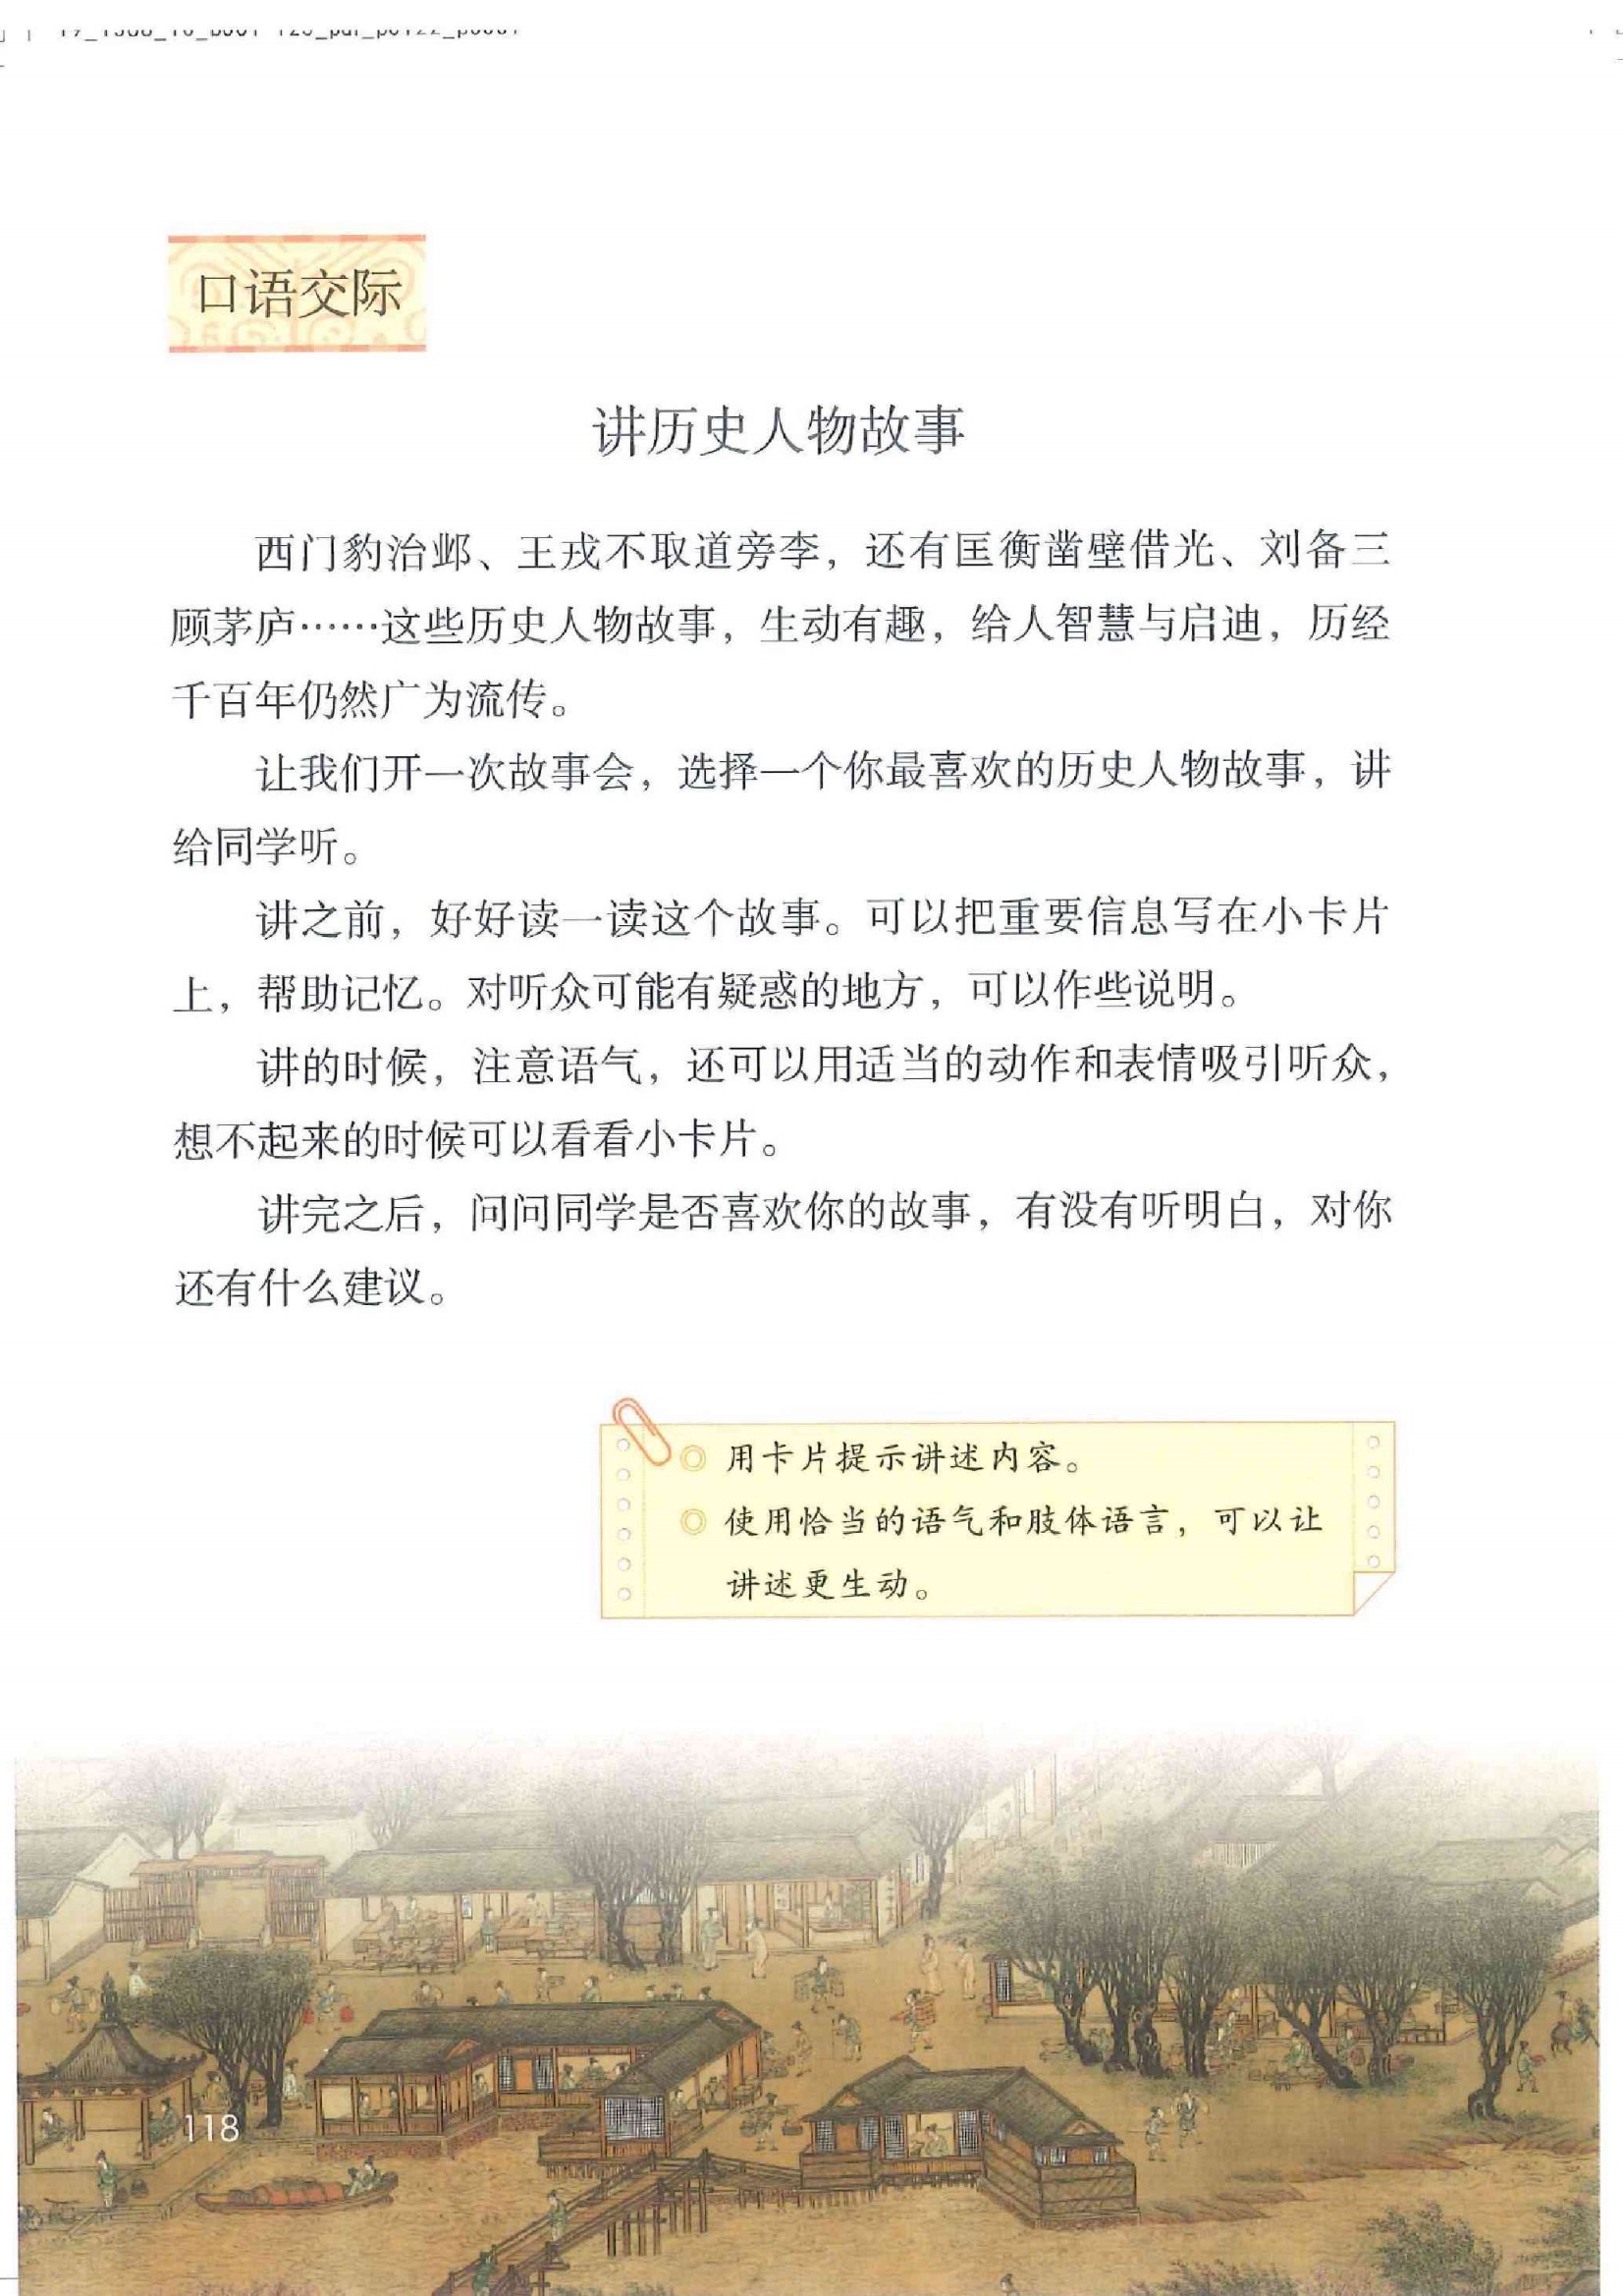 口语交际
讲历史人物故事
西门豹治邺、王戎不取道旁李，还有匡衡凿壁借光、刘备三
顾茅庐……这些历史人物故事，生动有趣，给人智慧与启迪，历经
千百年仍然广为流传。
让我们开一次故事会，选择一个你最喜欢的历史人物故事，讲
给同学听。
讲之前，好好读一读这个故事。可以把重要信息写在小卡片
上，帮助记忆。对听众可能有疑惑的地方，可以作些说明。
讲的时候，注意语气，还可以用适当的动作和表情吸引听众，
想不起来的时候可以看看小卡片。
讲完之后，问问同学是否喜欢你的故事，有没有听明白，对你
还有什么建议。
◎ 用卡片提示讲述内容。
◎ 使用恰当的语气和肢体语言，可以让
讲述更生动。
118